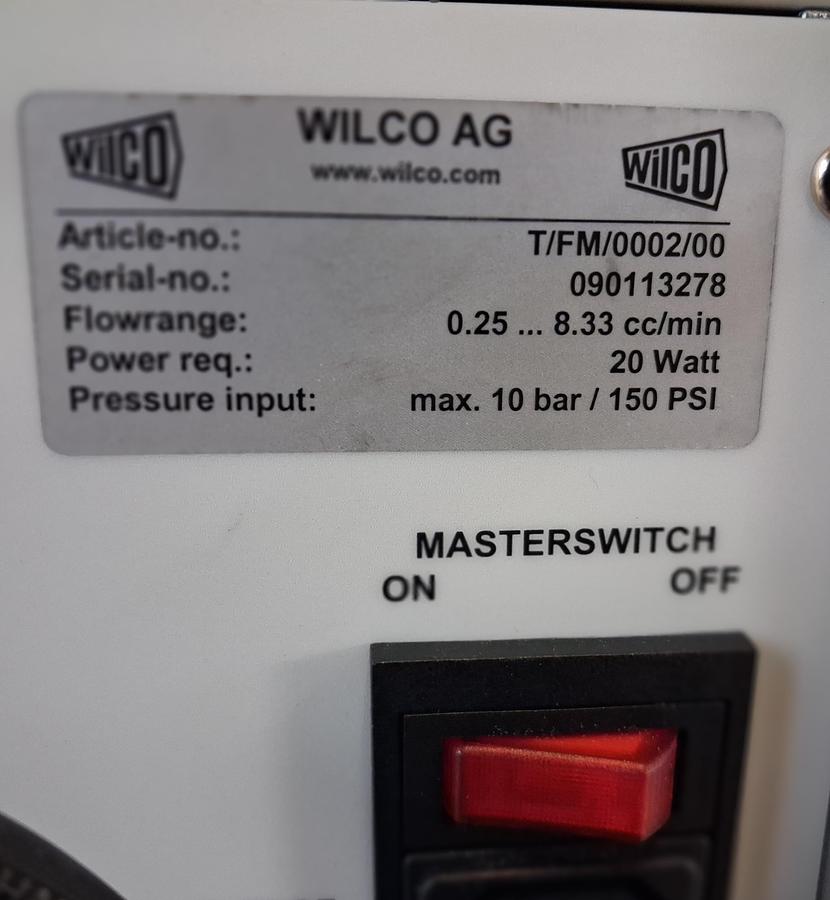 WilCO WILCO AG WilCO
www.wilco.com
Article-no.: T/FM/0002/00
Serial-no.: 090113278
Flowrange: 0.25 ... 8.33 cc/min
Power req.: 20 Watt
Pressure input: max. 10 bar / 150 PSI
MASTERSWITCH
ON OFF